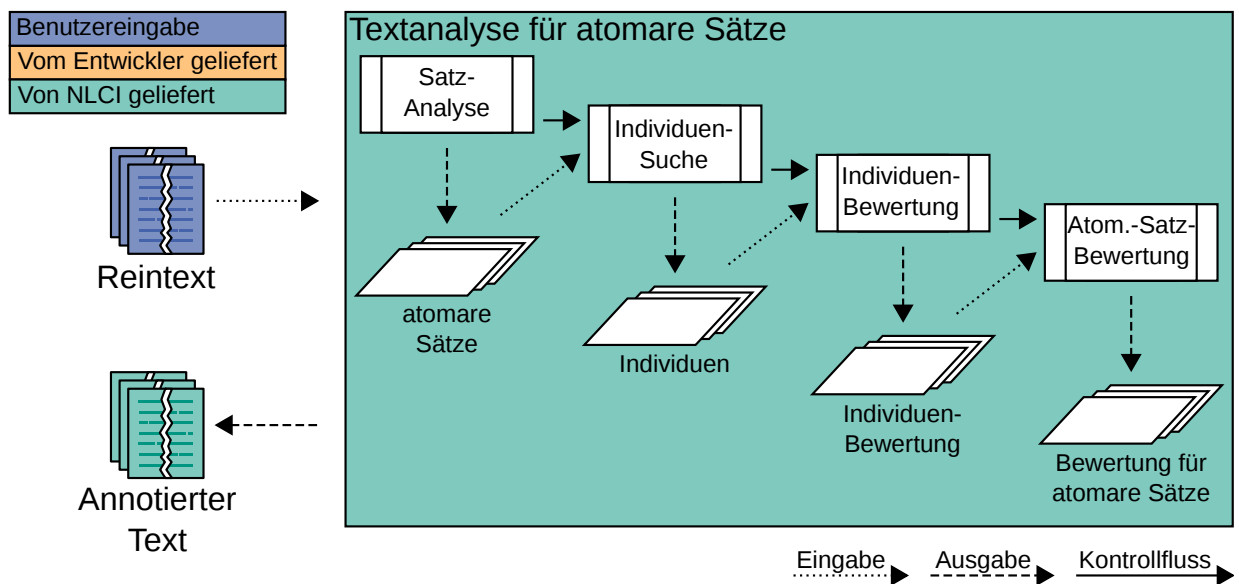 Benutzereingabe
Vom Entwickler geliefert
Von NLCI geliefert
Reintext
Annotierter
Text
Textanalyse für atomare Sätze
Satz-
Analyse
Individuen-
Suche
Individuen-
Bewertung
Atom.-Satz-
Bewertung
atomare
Sätze
Individuen
Individuen-
Bewertung
Bewertung für
atomare Sätze
Eingabe
Ausgabe
Kontrollfluss